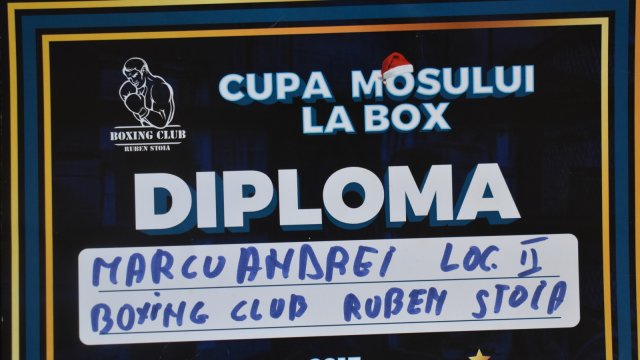 CUPA MOSULUI
LA BOX
BOXING CLUB
RUBEN STOIA
DIPLOMA
MARCU ANDREI LOC. II
BOXING CLUB RUBEN STOIA